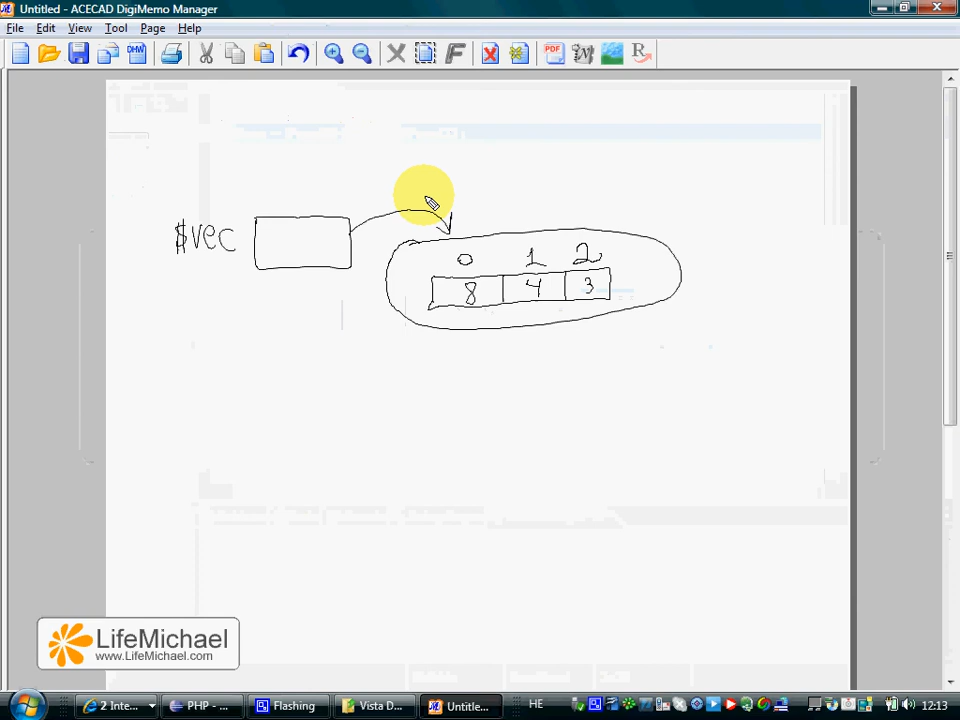 Untitled - ACECAD DigiMemo Manager
File Edit View Tool Page Help
$vec
0 1 2
8 4 3
LifeMichael
www.LifeMichael.com
2 Inte... PHP - ... Flashing Vista D... Untitle... HE 12:13